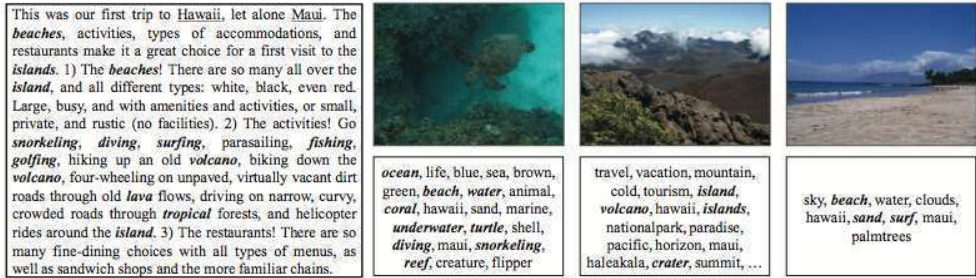 This was our first trip to Hawaii, let alone Maui. The
beaches, activities, types of accommodations, and
restaurants make it a great choice for a first visit to the
islands. 1) The beaches! There are so many all over the
island, and all different types: white, black, even red.
Large, busy, and with amenities and activities, or small,
private, and rustic (no facilities). 2) The activities! Go
snorkeling, diving, surfing, parasailing, fishing,
golfing, hiking up an old volcano, biking down the
volcano, four-wheeling on unpaved, virtually vacant dirt
roads through old lava flows, driving on narrow, curvy,
crowded roads through tropical forests, and helicopter
rides around the island. 3) The restaurants! There are so
many fine-dining choices with all types of menus, as
well as sandwich shops and the more familiar chains.
ocean, life, blue, sea, brown,
green, beach, water, animal,
coral, hawaii, sand, marine,
underwater, turtle, shell,
diving, maui, snorkeling,
reef, creature, flipper
travel, vacation, mountain,
cold, tourism, island,
volcano, hawaii, islands,
nationalpark, paradise,
pacific, horizon, maui,
haleakala, crater, summit, …
sky, beach, water, clouds,
hawaii, sand, surf, maui,
palmtrees